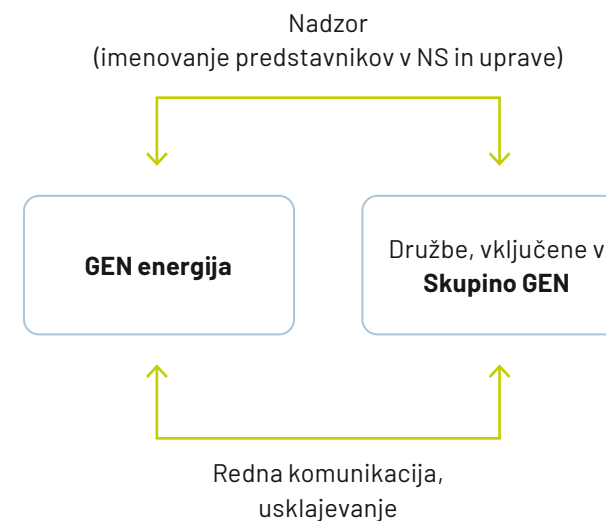 Nadzor
(imenovanje predstavnikov v NS in uprave)
GEN energija
Družbe, vključene v
Skupino GEN
Redna komunikacija,
usklajevanje